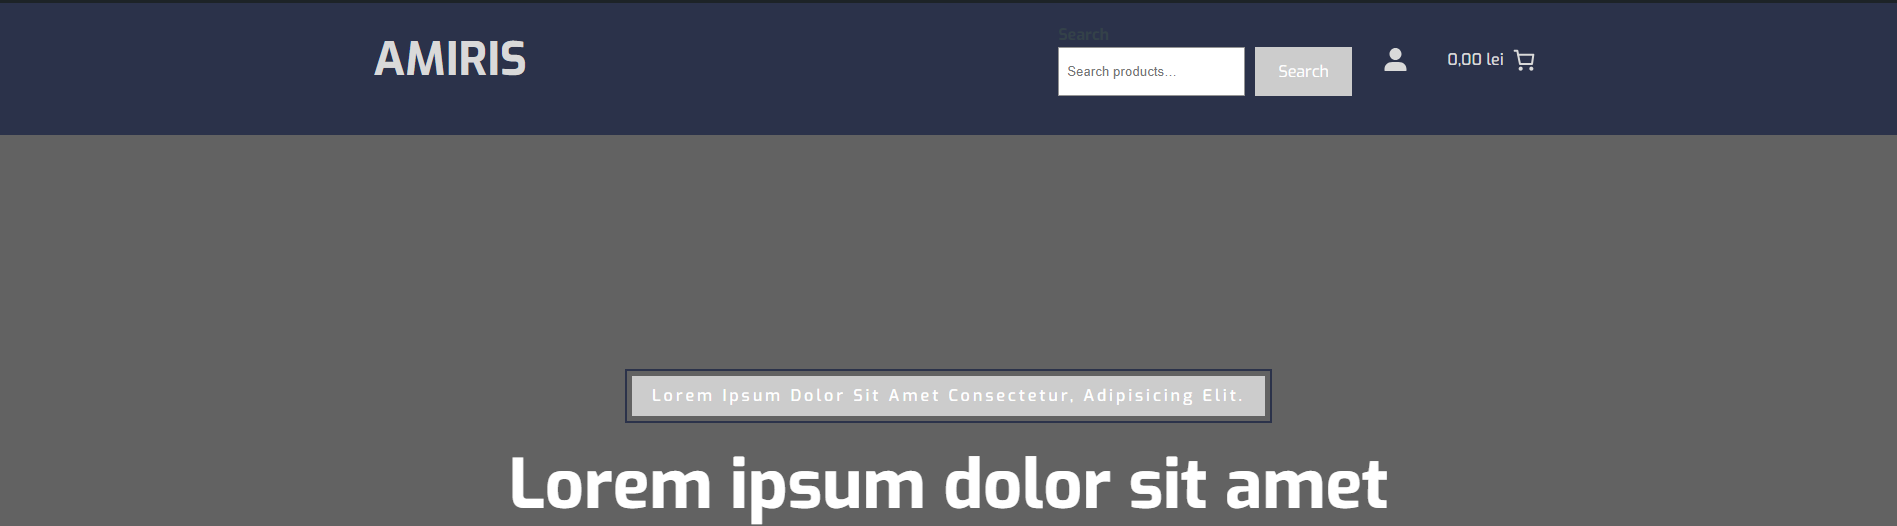 AMIRIS
Search
Search products…
Search
0,00 lei
Lorem Ipsum Dolor Sit Amet Consectetur, Adipisicing Elit.
Lorem ipsum dolor sit amet